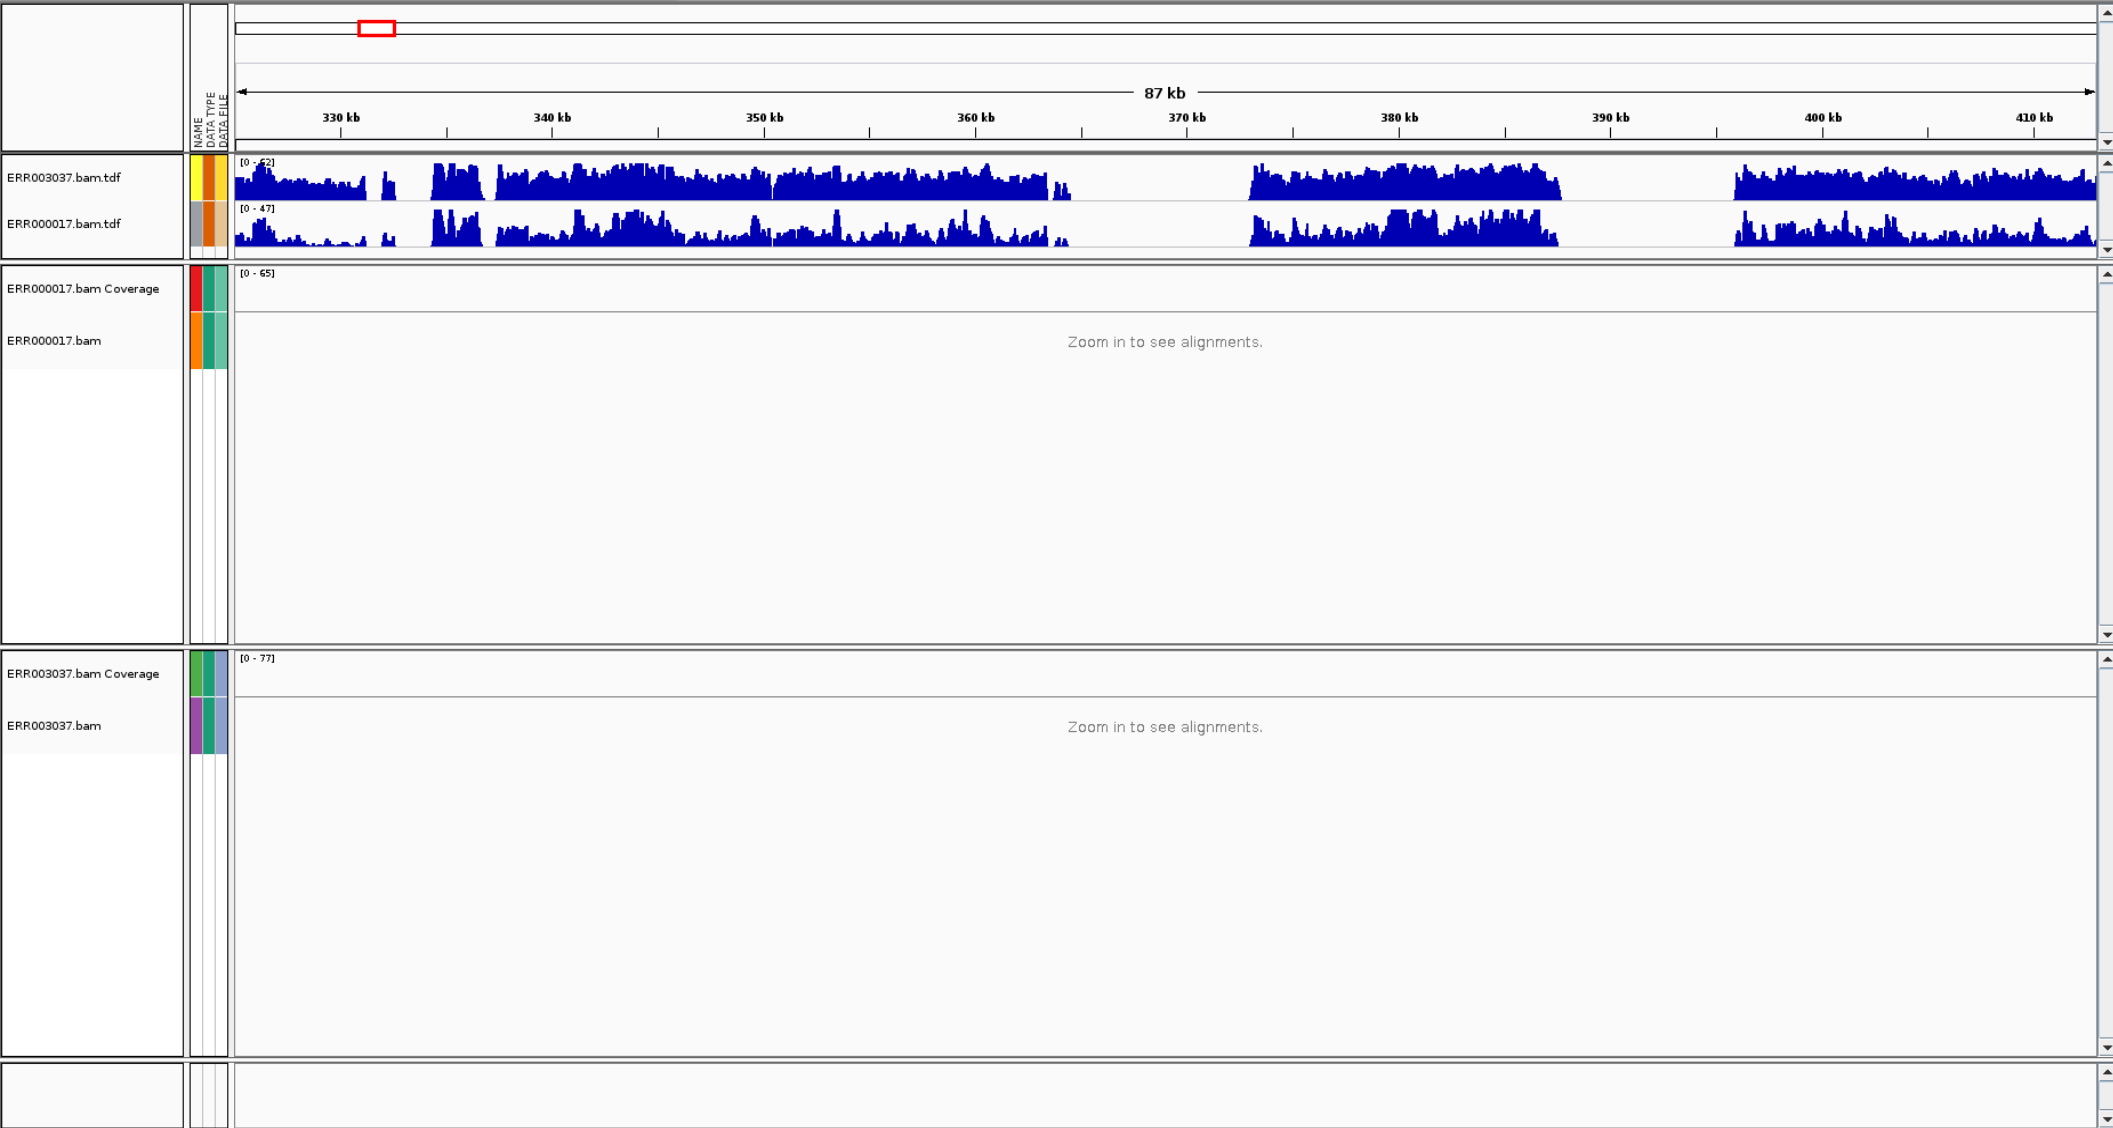 87 kb
NAME
DATA TYPE
DATA FILE
330 kb 340 kb 350 kb 360 kb 370 kb 380 kb 390 kb 400 kb 410 kb
ERR003037.bam.tdf
[0 - 62]
ERR000017.bam.tdf
[0 - 47]
ERR000017.bam Coverage
[0 - 65]
ERR000017.bam
Zoom in to see alignments.
ERR003037.bam Coverage
[0 - 77]
ERR003037.bam
Zoom in to see alignments.